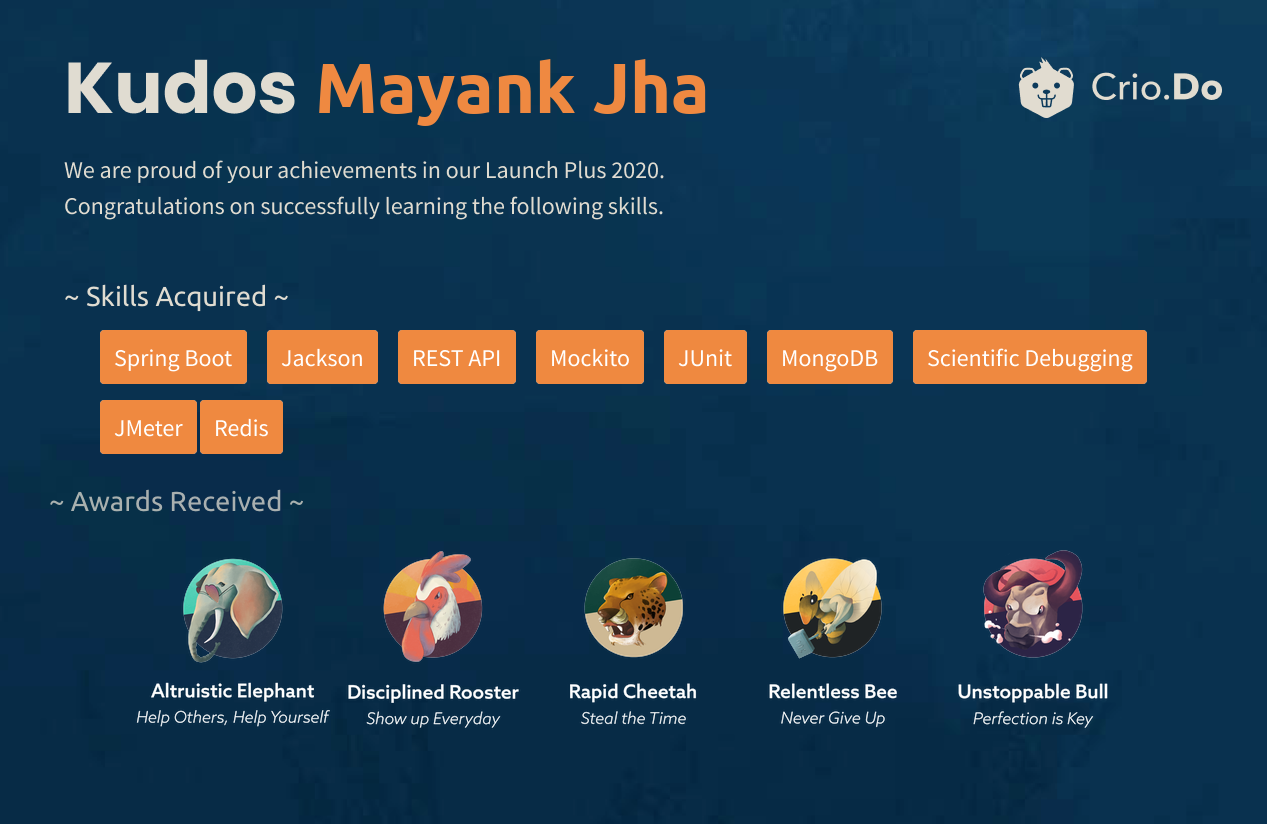 Kudos Mayank Jha
Crio.Do
We are proud of your achievements in our Launch Plus 2020.
Congratulations on successfully learning the following skills.
~ Skills Acquired ~
Spring Boot Jackson REST API Mockito JUnit MongoDB Scientific Debugging
JMeter Redis
~ Awards Received ~
Altruistic Elephant Disciplined Rooster Rapid Cheetah Relentless Bee Unstoppable Bull
Help Others, Help Yourself Show up Everyday Steal the Time Never Give Up Perfection is Key